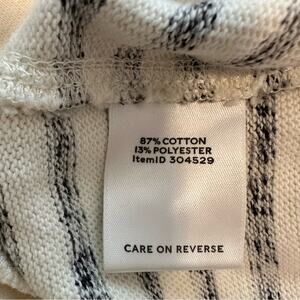 87% COTTON
13% POLYESTER
ItemID 304529
CARE ON REVERSE